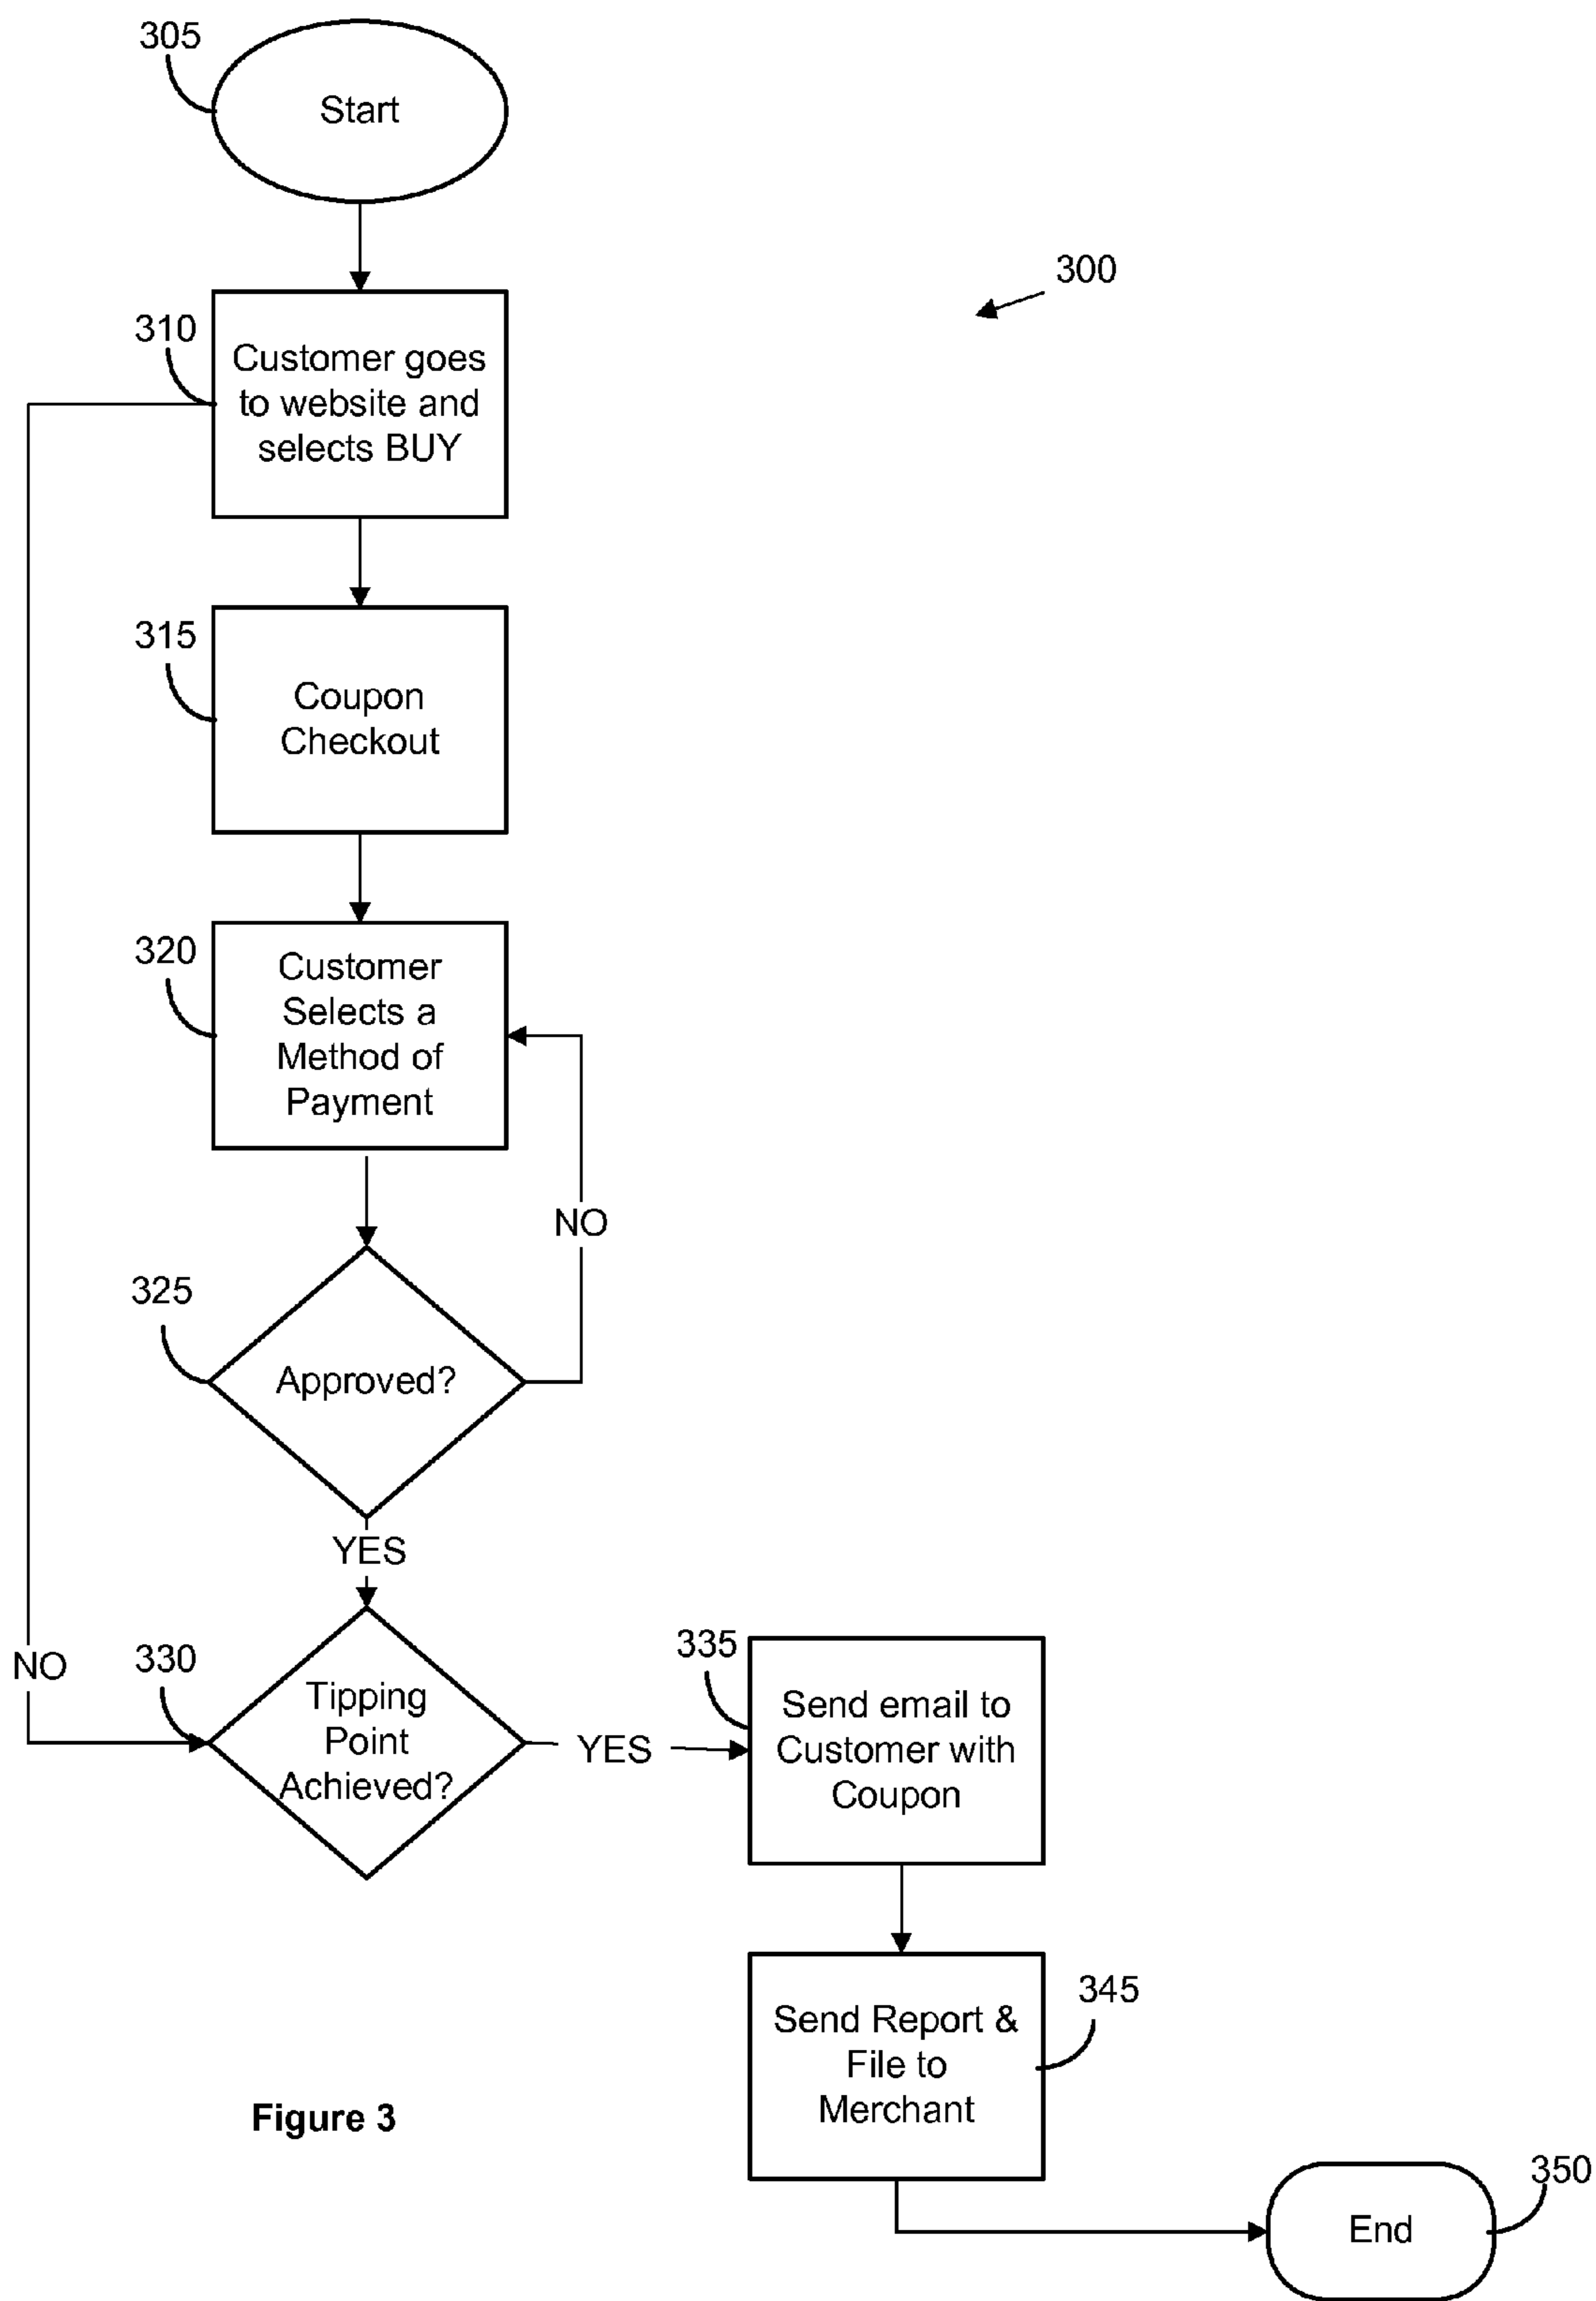 305
Start
300
310
Customer goes
to website and
selects BUY
315
Coupon
Checkout
320
Customer
Selects a
Method of
Payment
NO
325
Approved?
YES
NO
330
Tipping
Point
Achieved?
YES
335
Send email to
Customer with
Coupon
345
Send Report &
File to
Merchant
Figure 3
350
End